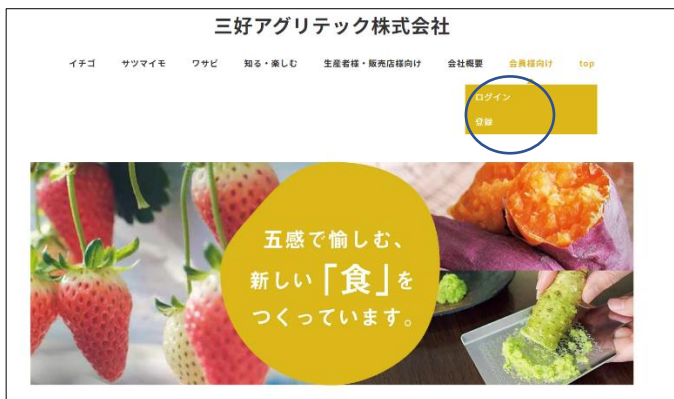 三好アグリテック株式会社
イチゴ サツマイモ ワサビ 知る・楽しむ 生産者様・販売店様向け 会社概要 会員様向け top
ログイン
登録
五感で愉しむ、
新しい「食」を
つくっています。